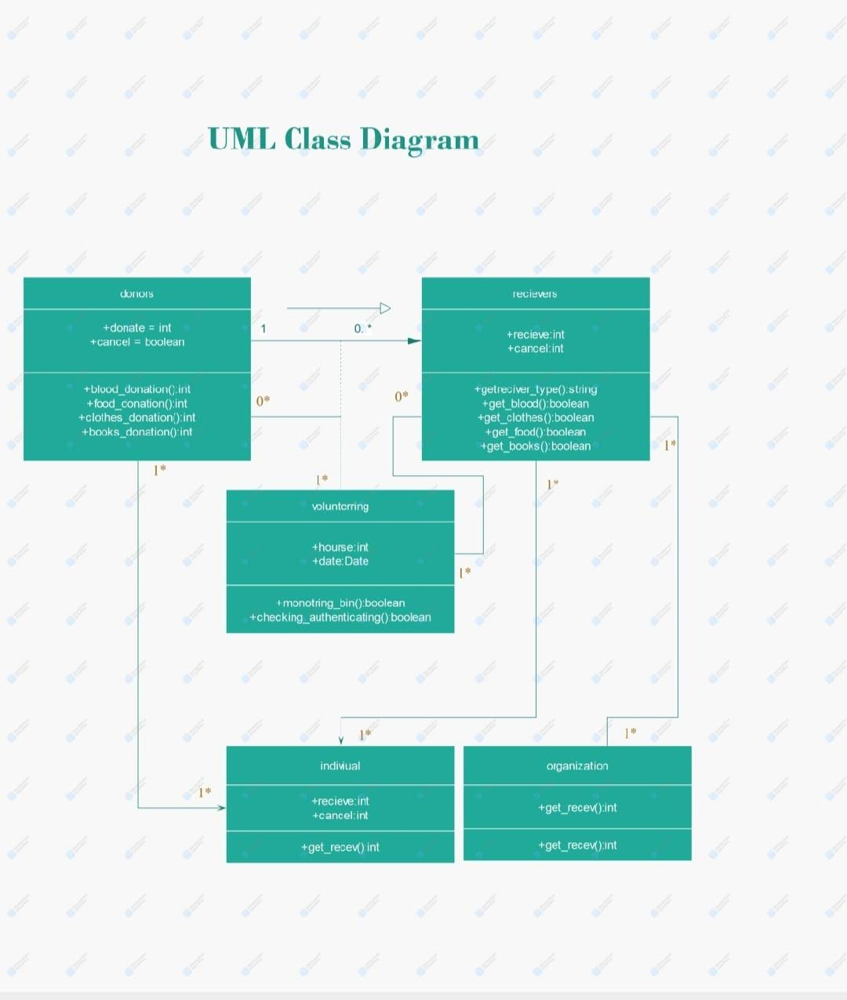 UML Class Diagram
donors
+donate = int
+cancel = boolean
+blood_donation():int
+food_donation():int
+clothes_donation():int
+books_donation():int
1
0..*
recievers
+recieve:int
+cancel:int
+getreciver_type():string
+get_blood():boolean
+get_clothes():boolean
+get_food():boolean
+get_books():boolean
0*
0*
1*
1*
1*
1*
volunterring
+hourse:int
+date:Date
+monotring_bin():boolean
+checking_authenticating():boolean
1*
1*
1*
1*
indiviual
+recieve:int
+cancel:int
+get_recev():int
organization
+get_recev():int
+get_recev():int